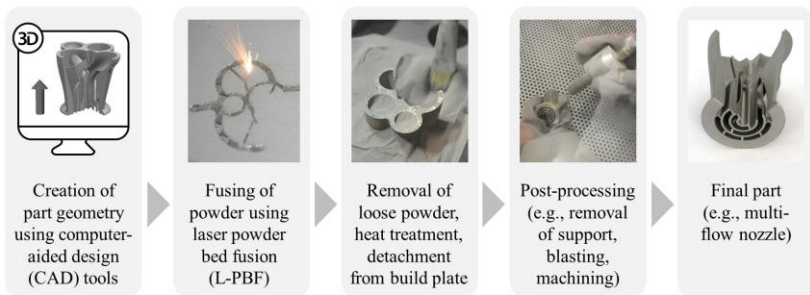 3D
Creation of
part geometry
using computer-
aided design
(CAD) tools
Fusing of
powder using
laser powder
bed fusion
(L-PBF)
Removal of
loose powder,
heat treatment,
detachment
from build plate
Post-processing
(e.g., removal
of support,
blasting,
machining)
Final part
(e.g., multi-
flow nozzle)